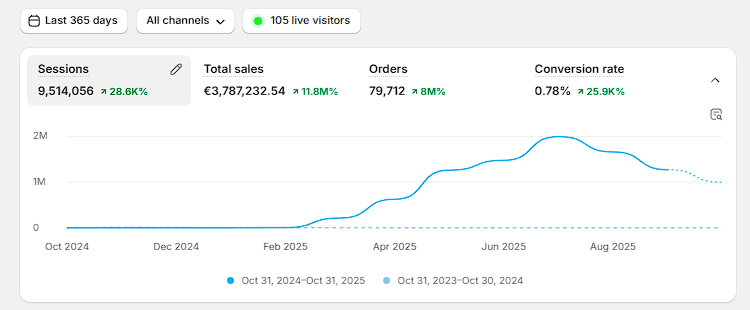 Last 365 days All channels 105 live visitors
Sessions Total sales Orders Conversion rate
9,514,056 ↗ 28.6K% €3,787,232.54 ↗ 11.8M% 79,712 ↗ 8M% 0.78% ↗ 25.9K%
2M
1M
0
Oct 2024 Dec 2024 Feb 2025 Apr 2025 Jun 2025 Aug 2025
Oct 31, 2024–Oct 31, 2025 Oct 31, 2023–Oct 30, 2024